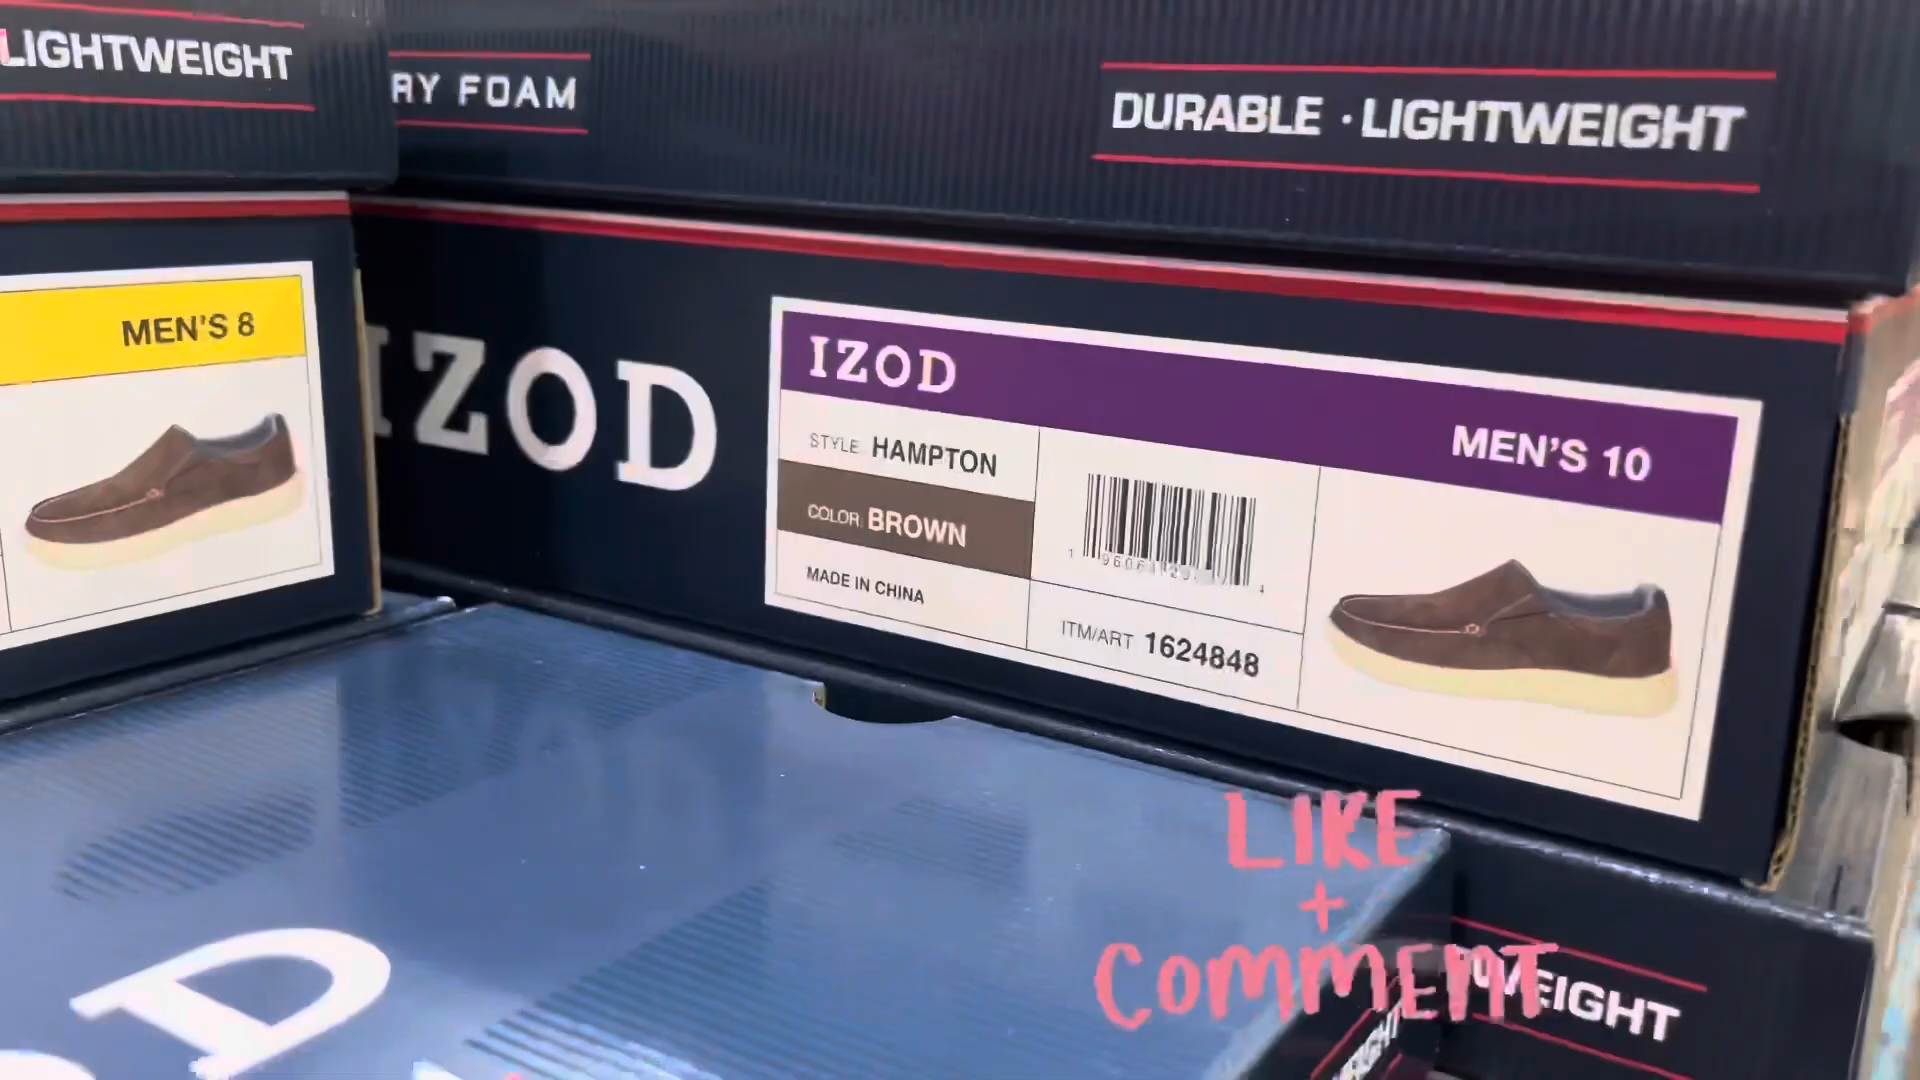 LIGHTWEIGHT
RY FOAM
DURABLE · LIGHTWEIGHT
MEN'S 8
IZOD
IZOD
MEN'S 10
STYLE HAMPTON
COLOR BROWN
MADE IN CHINA
ITM/ART 1624848
LIKE
+
COMMENT
WEIGHT
D